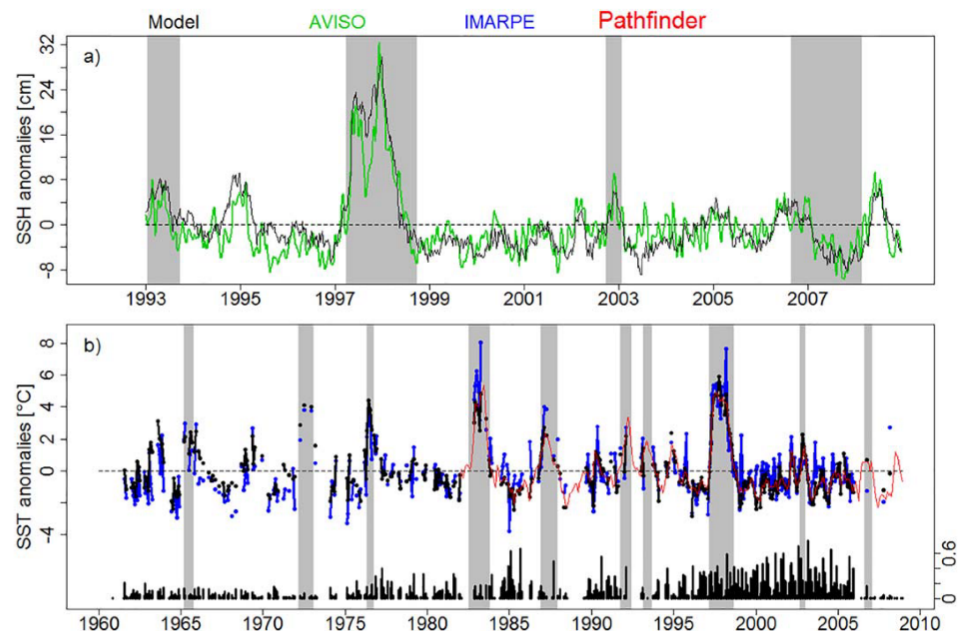 Model AVISO IMARPE Pathfinder
a)
SSH anomalies [cm]
32
24
16
8
0
-8
1993 1995 1997 1999 2001 2003 2005 2007
b)
SST anomalies [°C]
8
6
4
2
0
-4
0.6
0
1960 1965 1970 1975 1980 1985 1990 1995 2000 2005 2010